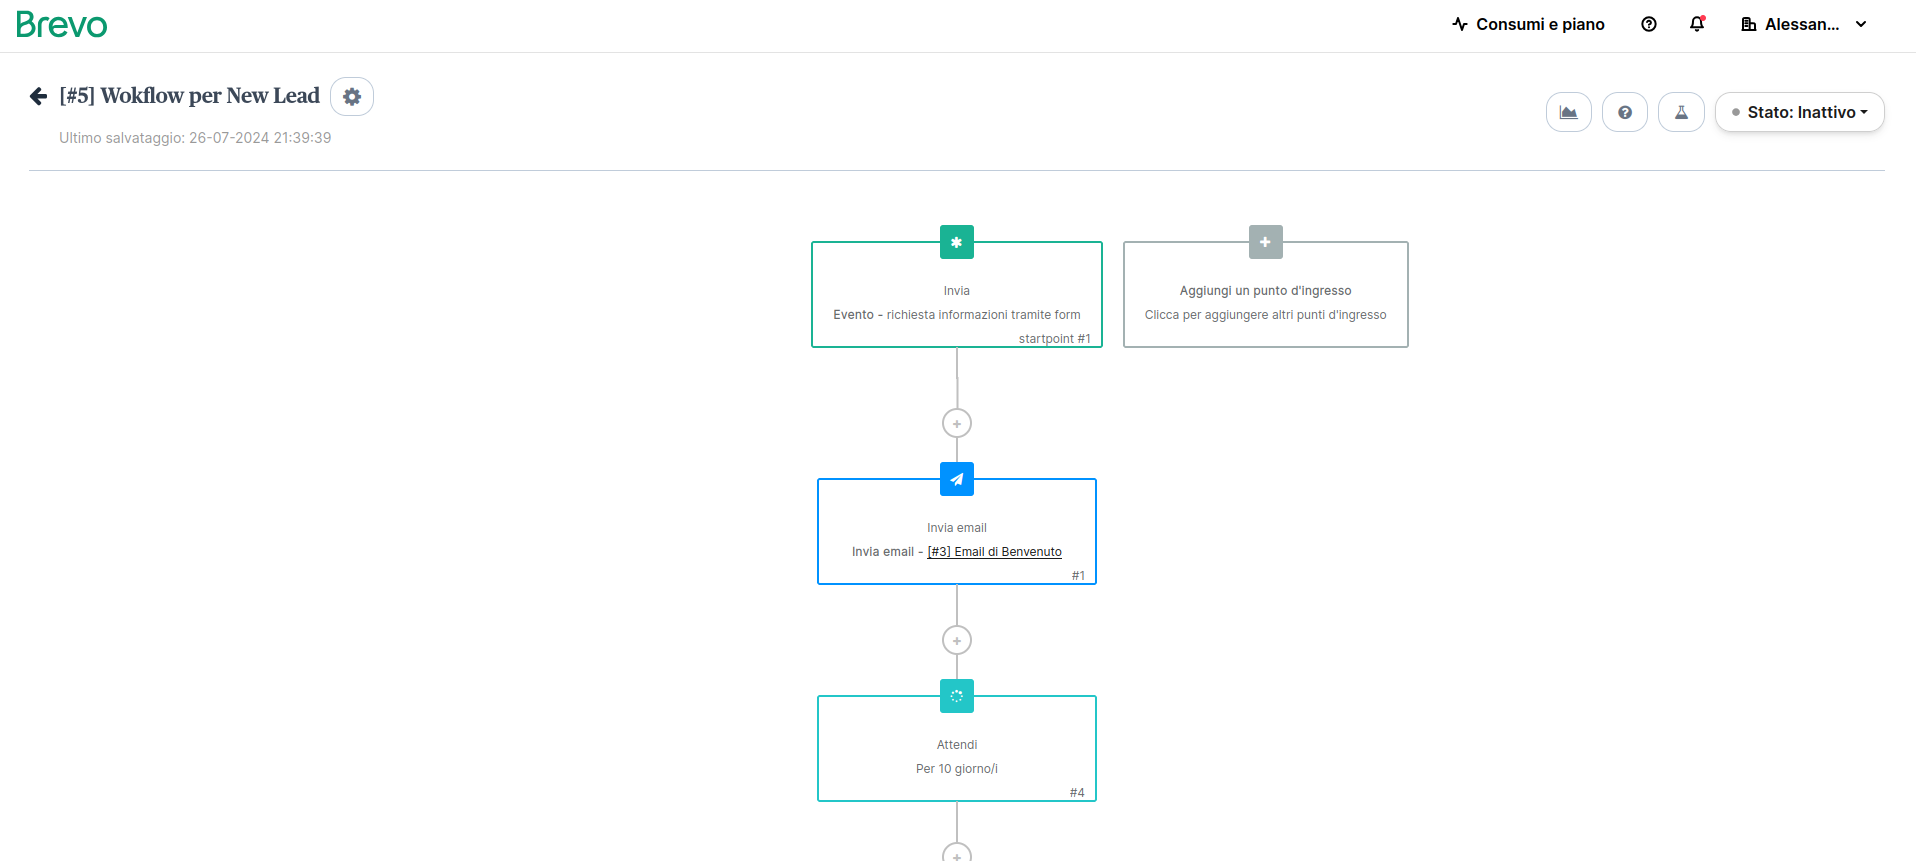 Brevo
Consumi e piano
Alessan...
[#5] Wokflow per New Lead
Ultimo salvataggio: 26-07-2024 21:39:39
Stato: Inattivo
Invia
Evento - richiesta informazioni tramite form
startpoint #1
Aggiungi un punto d'ingresso
Clicca per aggiungere altri punti d'ingresso
Invia email
Invia email - [#3] Email di Benvenuto
#1
Attendi
Per 10 giorno/i
#4